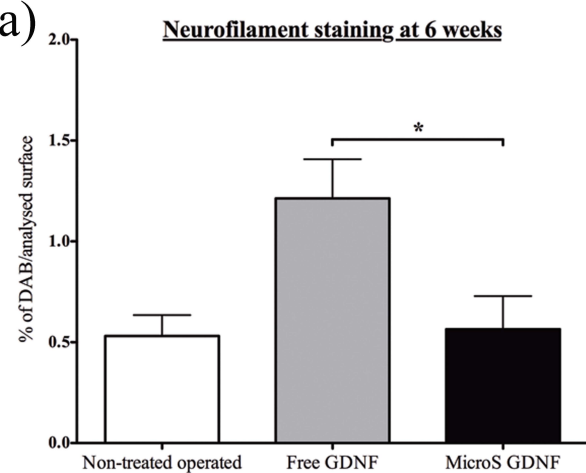 a)
Neurofilament staining at 6 weeks
% of DAB/analysed surface
2.0
1.5
1.0
0.5
0.0
*
Non-treated operated
Free GDNF
MicroS GDNF